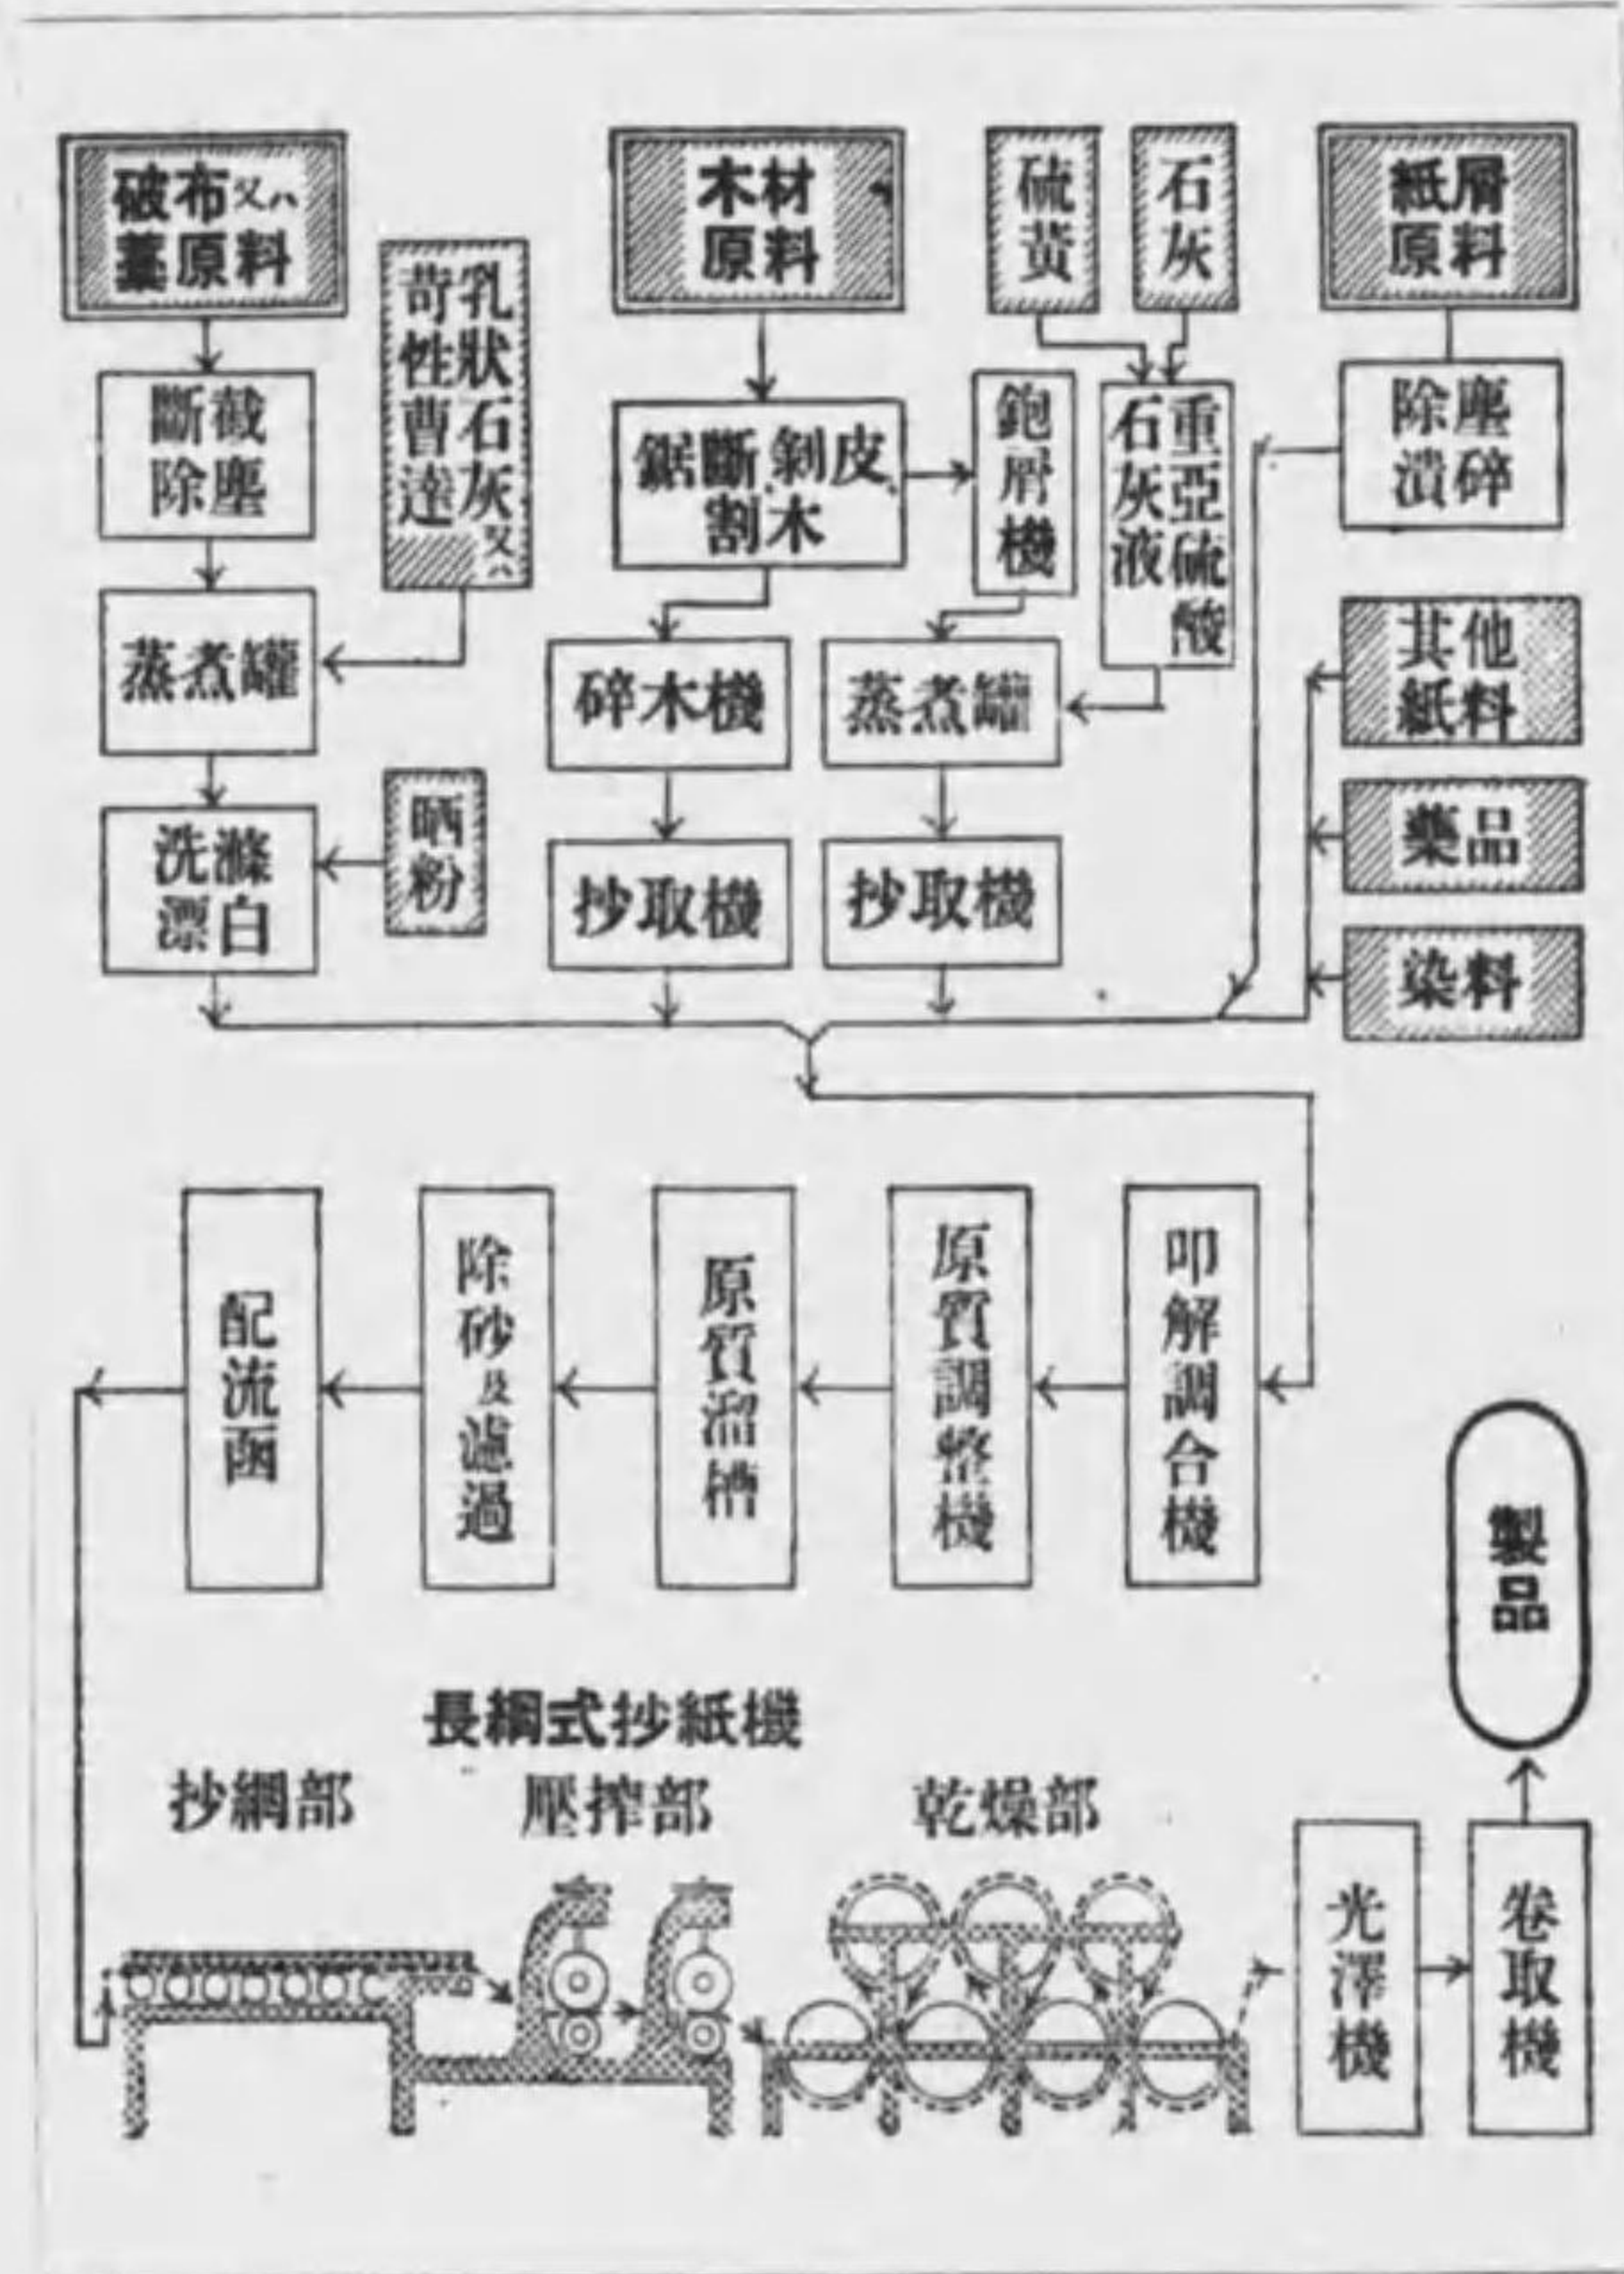 破布又ハ
藁原料
乳狀石灰又ハ
苛性曹達
木材
原料
硫黄
石灰
紙屑
原料
斷截
除塵
鋸斷.剝皮.
割木
鉋屑機
重亞硫酸
石灰液
除塵
潰碎
蒸煮罐
碎木機
蒸煮罐
其他
紙料
洗滌
漂白
晒粉
抄取機
抄取機
藥品
染料
叩解調合機
原質調整機
原質溜槽
除砂及濾過
配流凾
長網式抄紙機
抄網部
壓搾部
乾燥部
光澤機
卷取機
製品